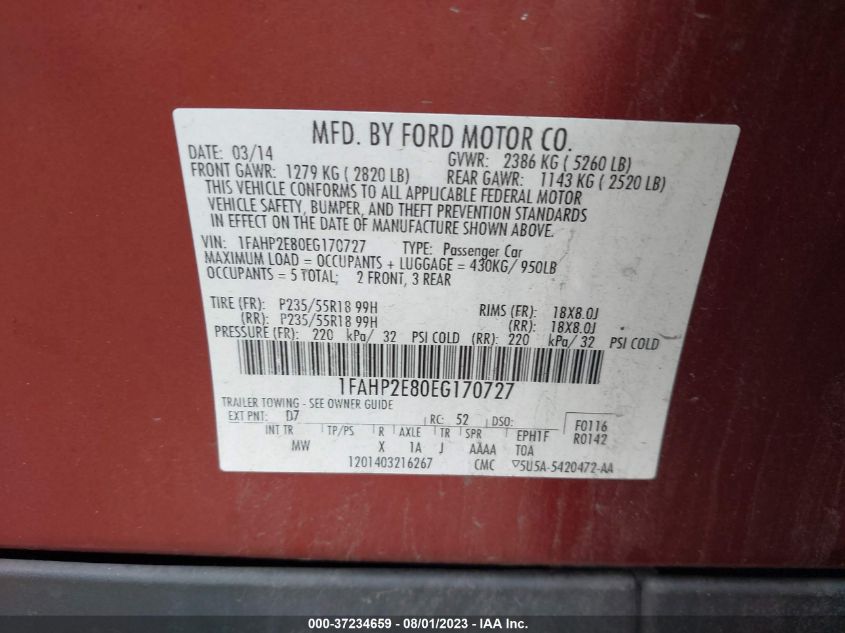 MFD. BY FORD MOTOR CO.
DATE: 03/14 GVWR: 2386 KG ( 5260 LB)
FRONT GAWR: 1279 KG ( 2820 LB) REAR GAWR: 1143 KG ( 2520 LB)
THIS VEHICLE CONFORMS TO ALL APPLICABLE FEDERAL MOTOR
VEHICLE SAFETY, BUMPER, AND THEFT PREVENTION STANDARDS
IN EFFECT ON THE DATE OF MANUFACTURE SHOWN ABOVE.
VIN: 1FAHP2E80EG170727 TYPE: Passenger Car
MAXIMUM LOAD = OCCUPANTS + LUGGAGE = 430KG/ 950LB
OCCUPANTS = 5 TOTAL; 2 FRONT, 3 REAR
TIRE (FR): P235/55R18 99H RIMS (FR): 18X8.0J
(RR): P235/55R18 99H (RR): 18X8.0J
PRESSURE (FR): 220 kPa/ 32 PSI COLD (RR): 220 kPa/ 32 PSI COLD
1FAHP2E80EG170727
TRAILER TOWING - SEE OWNER GUIDE
EXT PNT: D7 RC: 52 DSO: F0116
INT TR TP/PS R AXLE TR SPR EPH1F R0142
MW X 1A J AAAA T0A
1201403216267 CMC ▽5U5A-5420472-AA
000-37234659 - 08/01/2023 - IAA Inc.